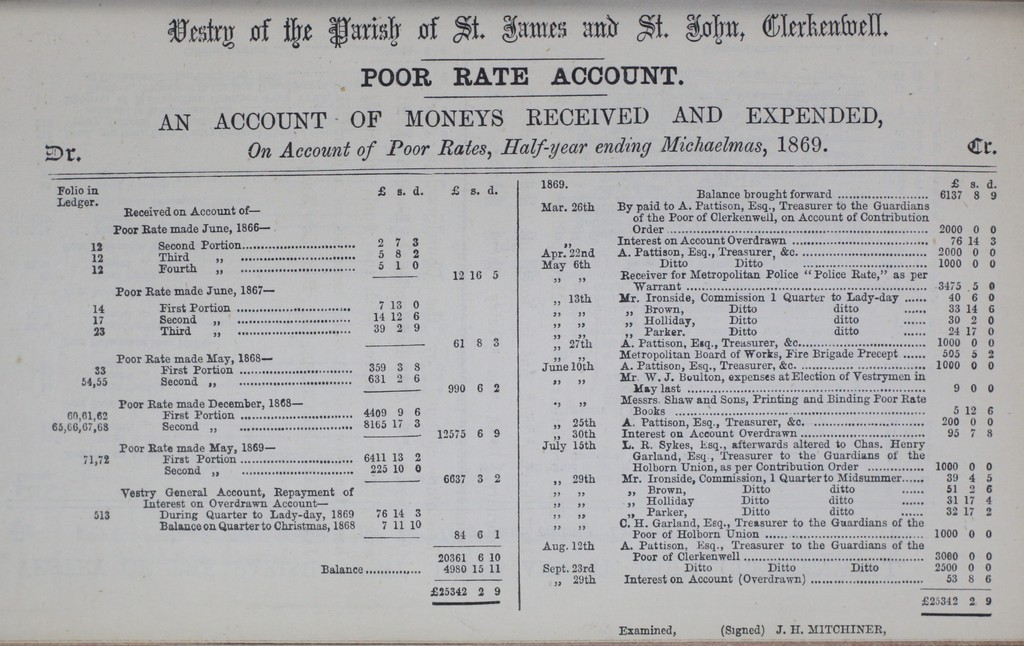 Vestry of the Parish of St. James and St. John, Clerkenwell.
POOR RATE ACCOUNT.
AN ACCOUNT OF MONEYS RECEIVED AND EXPENDED,
Dr. On Account of Poor Rates, Half-year ending Michaelmas, 1869. Cr.
Folio in Ledger. £ s. d. £ s. d.
Received on Account of—
Poor Rate made June, 1866—
12 Second Portion 2 7 3
12 Third „ 5 8 2
12 Fourth „ 5 1 0
12 16 5
Poor Rate made June, 1867—
14 First Portion 7 13 0
17 Second „ 14 12 6
23 Third „ 39 2 9
61 8 3
Poor Rate made May, 1868—
33 First Portion 359 3 8
54,55 Second „ 631 2 6
990 6 2
Poor Rate made December, 1868—
60,61,62 First Portion 4409 9 6
65,66,67,68 Second „ 8165 17 3
12575 6 9
Poor Rate made May, 1869—
71,72 First Portion 6411 13 2
Second „ 225 10 0
6637 3 2
Vestry General Account, Repayment of
Interest on Overdrawn Account—
513 During Quarter to Lady-day, 1869 76 14 3
Balance on Quarter to Christmas, 1868 7 11 10
84 6 1
20361 6 10
Balance 4980 15 11
£25342 2 9
1869. £ s. d.
Balance brought forward 6137 8 9
Mar. 26th By paid to A. Pattison, Esq., Treasurer to the Guardians
of the Poor of Clerkenwell, on Account of Contribution
Order 2000 0 0
„ Interest on Account Overdrawn 76 14 3
Apr. 22nd A. Pattison, Esq., Treasurer, &c. 2000 0 0
May 6th Ditto Ditto 1000 0 0
„ „ Receiver for Metropolitan Police "Police Rate," as per
Warrant 3475 5 0
„ 13th Mr. Ironside, Commission 1 Quarter to Lady-day 40 6 0
„ „ „ Brown, Ditto ditto 33 14 6
„ „ „ Holliday, Ditto ditto 30 2 0
„ „ „ Parker. Ditto ditto. 24 17 0
„ 27th A. Pattison, Esq., Treasurer, &c. 1000 0 0
„ „ Metropolitan Board of Works, Fire Brigade Precept 505 5 2
June 10th A. Pattison, Esq., Treasurer, &c. 1000 0 0
„ „ Mr. W. J. Boulton, expenses at Election of Vestrymen in
May last 9 0 0
„ „ Messrs. Shaw and Sons, Printing and Binding Poor Rate
Books 5 12 6
„ 25th A. Pattison, Esq., Treasurer, &c. 200 0 0
„ 30th Interest on Account Overdrawn 95 7 8
July 15th L. R. Sykes, Esq., afterwards altered to Chas. Henry
Garland, Esq., Treasurer to the Guardians of the
Holborn Union, as per Contribution Order 1000 0 0
„ 29th Mr. Ironside, Commission, 1 Quarter to Midsummer 39 4 5
„ „ „ Brown, Ditto ditto 51 2 6
„ „ „ Holliday Ditto ditto 31 17 4
„ „ „ Parker, Ditto ditto 32 17 2
„ „ C. H. Garland, Esq., Treasurer to the Guardians of the
Poor of Holborn Union 1000 0 0
Aug. 12th A. Pattison, Esq., Treasurer to the Guardians of the
Poor of Clerkenwell 3000 0 0
Sept. 23rd Ditto Ditto Ditto 2500 0 0
„ 29th Interest on Account (Overdrawn) 53 8 6
£25342 2 9
Examined, (Signed) J. H. MITCHINER,